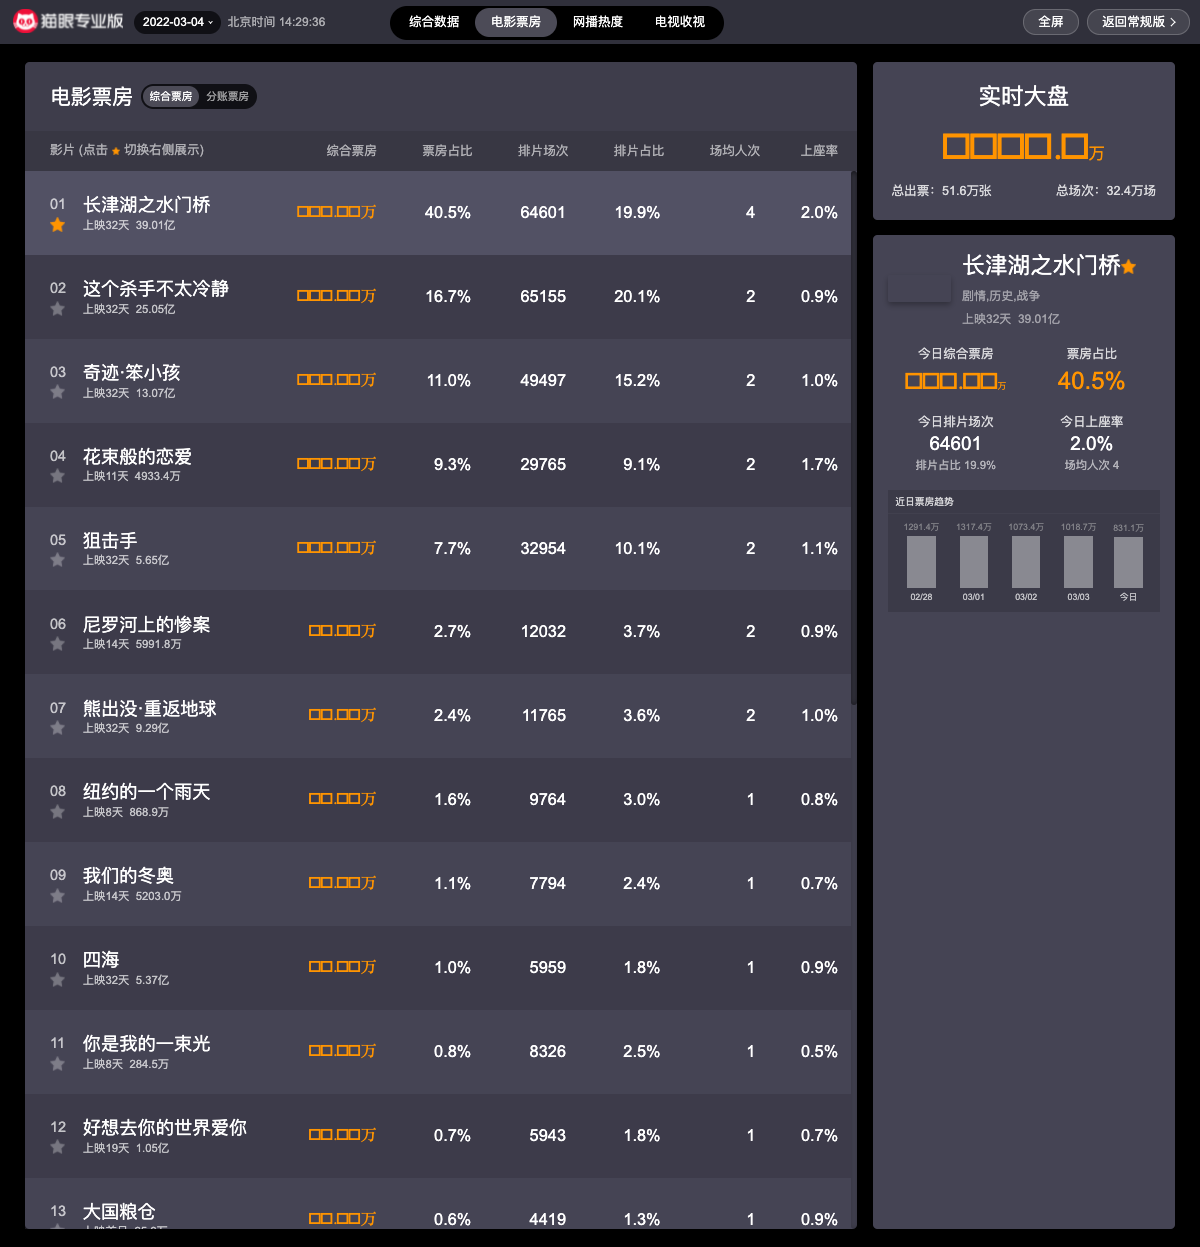 猫眼专业版 2022-03-04 北京时间 14:29:36 综合数据 电影票房 网播热度 电视收视 全屏 返回常规版
电影票房 综合票房 分账票房
影片 (点击 ★ 切换右侧展示) 综合票房 票房占比 排片场次 排片占比 场均人次 上座率
01 长津湖之水门桥 □□□.□□万 40.5% 64601 19.9% 4 2.0%
上映32天 39.01亿
02 这个杀手不太冷静 □□□.□□万 16.7% 65155 20.1% 2 0.9%
上映32天 25.05亿
03 奇迹·笨小孩 □□□.□□万 11.0% 49497 15.2% 2 1.0%
上映32天 13.07亿
04 花束般的恋爱 □□□.□□万 9.3% 29765 9.1% 2 1.7%
上映11天 4933.4万
05 狙击手 □□□.□□万 7.7% 32954 10.1% 2 1.1%
上映32天 5.65亿
06 尼罗河上的惨案 □□.□□万 2.7% 12032 3.7% 2 0.9%
上映14天 5991.8万
07 熊出没·重返地球 □□.□□万 2.4% 11765 3.6% 2 1.0%
上映32天 9.29亿
08 纽约的一个雨天 □□.□□万 1.6% 9764 3.0% 1 0.8%
上映8天 868.9万
09 我们的冬奥 □□.□□万 1.1% 7794 2.4% 1 0.7%
上映14天 5203.0万
10 四海 □□.□□万 1.0% 5959 1.8% 1 0.9%
上映32天 5.37亿
11 你是我的一束光 □□.□□万 0.8% 8326 2.5% 1 0.5%
上映8天 284.5万
12 好想去你的世界爱你 □□.□□万 0.7% 5943 1.8% 1 0.7%
上映19天 1.05亿
13 大国粮仓 □□.□□万 0.6% 4419 1.3% 1 0.9%
实时大盘
□□□□.□万
总出票：51.6万张 总场次：32.4万场
长津湖之水门桥
剧情,历史,战争
上映32天 39.01亿
今日综合票房 票房占比
□□□.□□万 40.5%
今日排片场次 今日上座率
64601 2.0%
排片占比 19.9% 场均人次 4
近日票房趋势
1291.4万 1317.4万 1073.4万 1018.7万 831.1万
02/28 03/01 03/02 03/03 今日